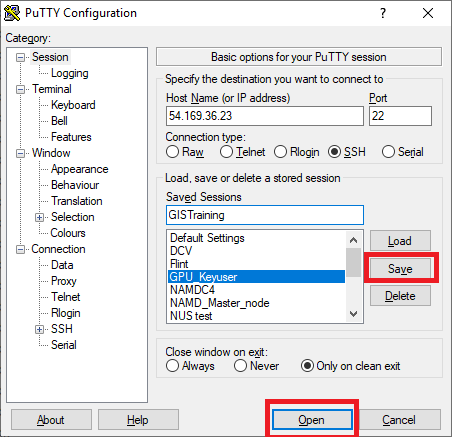 PuTTY Configuration
?
×
Category:
Session
Logging
Terminal
Keyboard
Bell
Features
Window
Appearance
Behaviour
Translation
Selection
Colours
Connection
Data
Proxy
Telnet
Rlogin
SSH
Serial
Basic options for your PuTTY session
Specify the destination you want to connect to
Host Name (or IP address) Port
54.169.36.23 22
Connection type:
Raw Telnet Rlogin SSH Serial
Load, save or delete a stored session
Saved Sessions
GISTraining
Default Settings
DCV
Flint
GPU_Keyuser
NAMDC4
NAMD_Master_node
NUS test
Load
Save
Delete
Close window on exit:
Always Never Only on clean exit
About Help Open Cancel